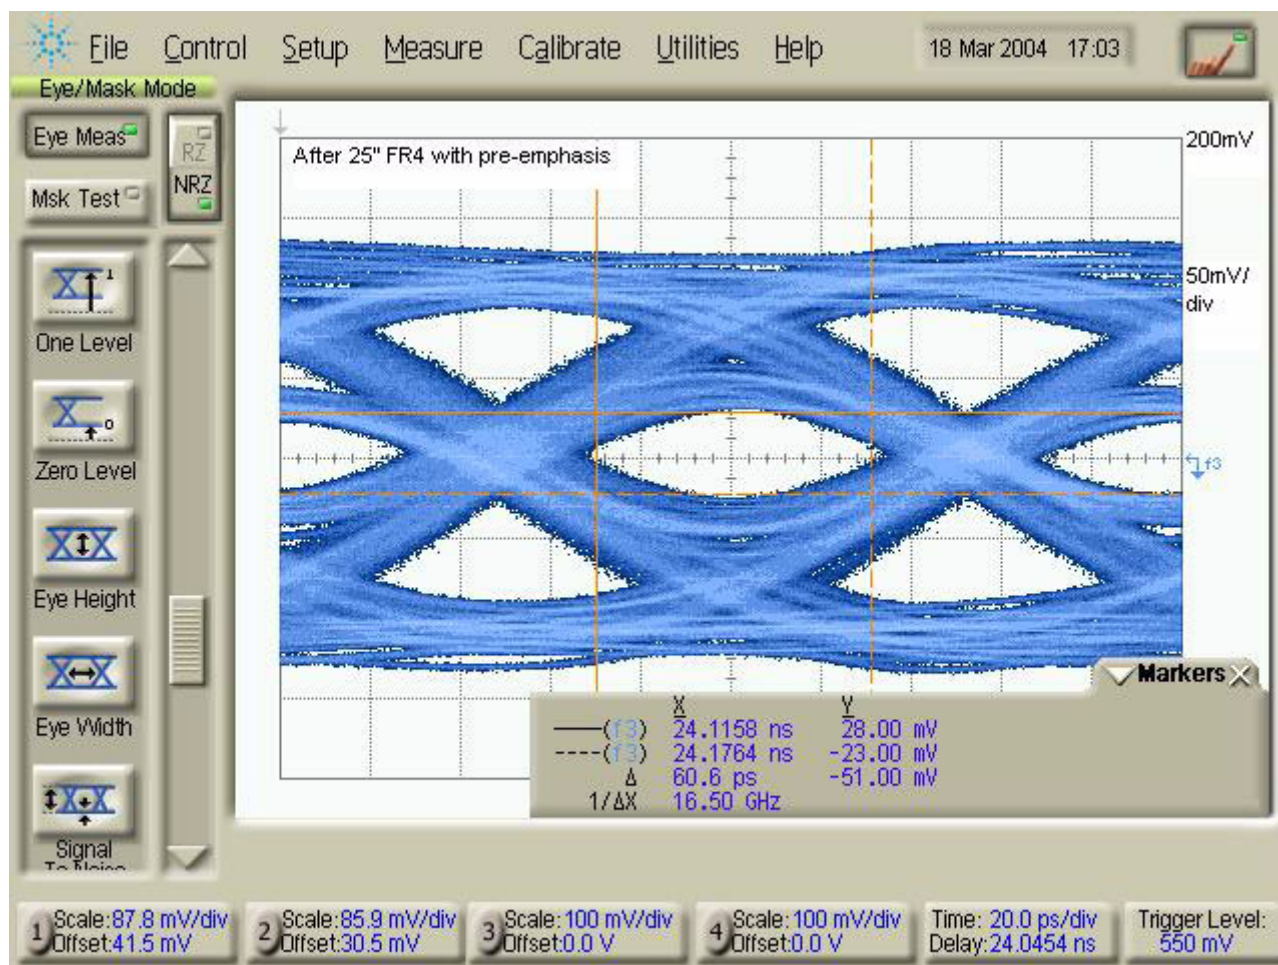 File Control Setup Measure Calibrate Utilities Help 18 Mar 2004 17:03
Eye/Mask Mode
Eye Meas
RZ
NRZ
Msk Test
One Level
Zero Level
Eye Height
Eye Width
Signal
To Noise
After 25" FR4 with pre-emphasis
200mV
50mV/
div
f3
Markers
X Y
(f3) 24.1158 ns 28.00 mV
(f3) 24.1764 ns -23.00 mV
Δ 60.6 ps -51.00 mV
1/ΔX 16.50 GHz
1 Scale:87.8 mV/div
Offset:41.5 mV
2 Scale:85.9 mV/div
Offset:30.5 mV
3 Scale:100 mV/div
Offset:0.0 V
4 Scale:100 mV/div
Offset:0.0 V
Time: 20.0 ps/div
Delay:24.0454 ns
Trigger Level:
550 mV